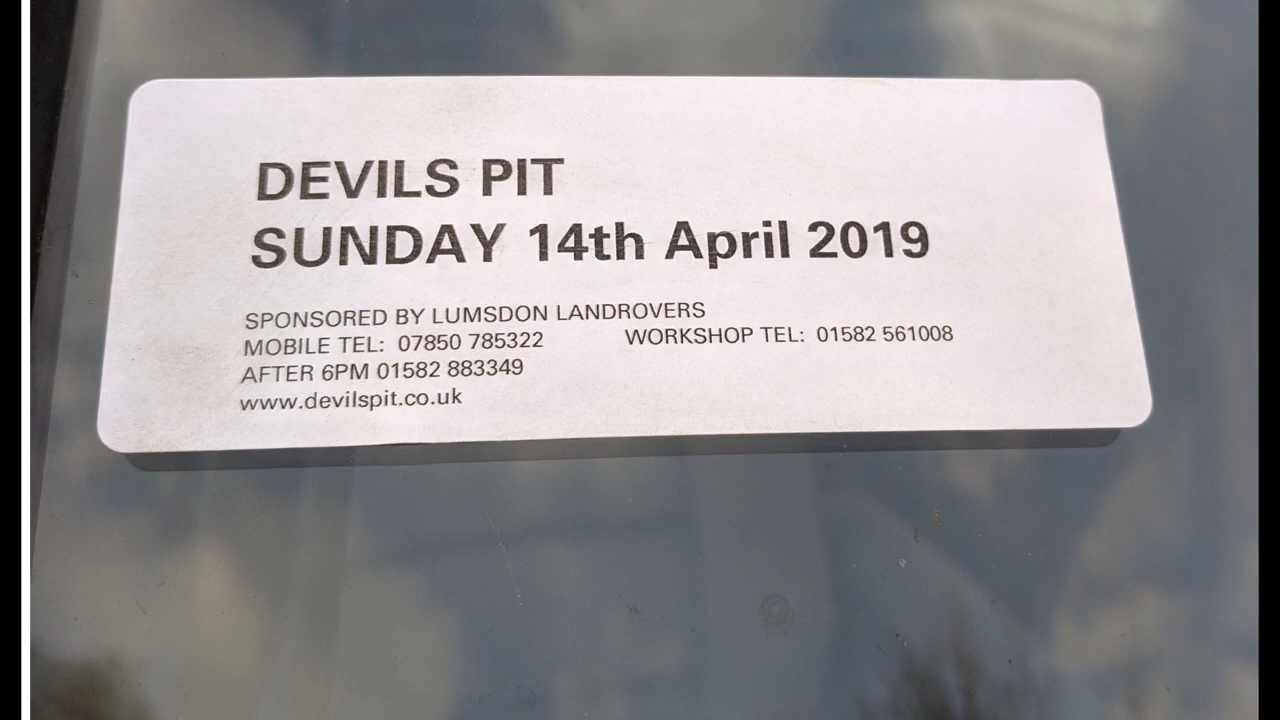 DEVILS PIT
SUNDAY 14th April 2019
SPONSORED BY LUMSDON LANDROVERS
MOBILE TEL: 07850 785322 WORKSHOP TEL: 01582 561008
AFTER 6PM 01582 883349
www.devilspit.co.uk